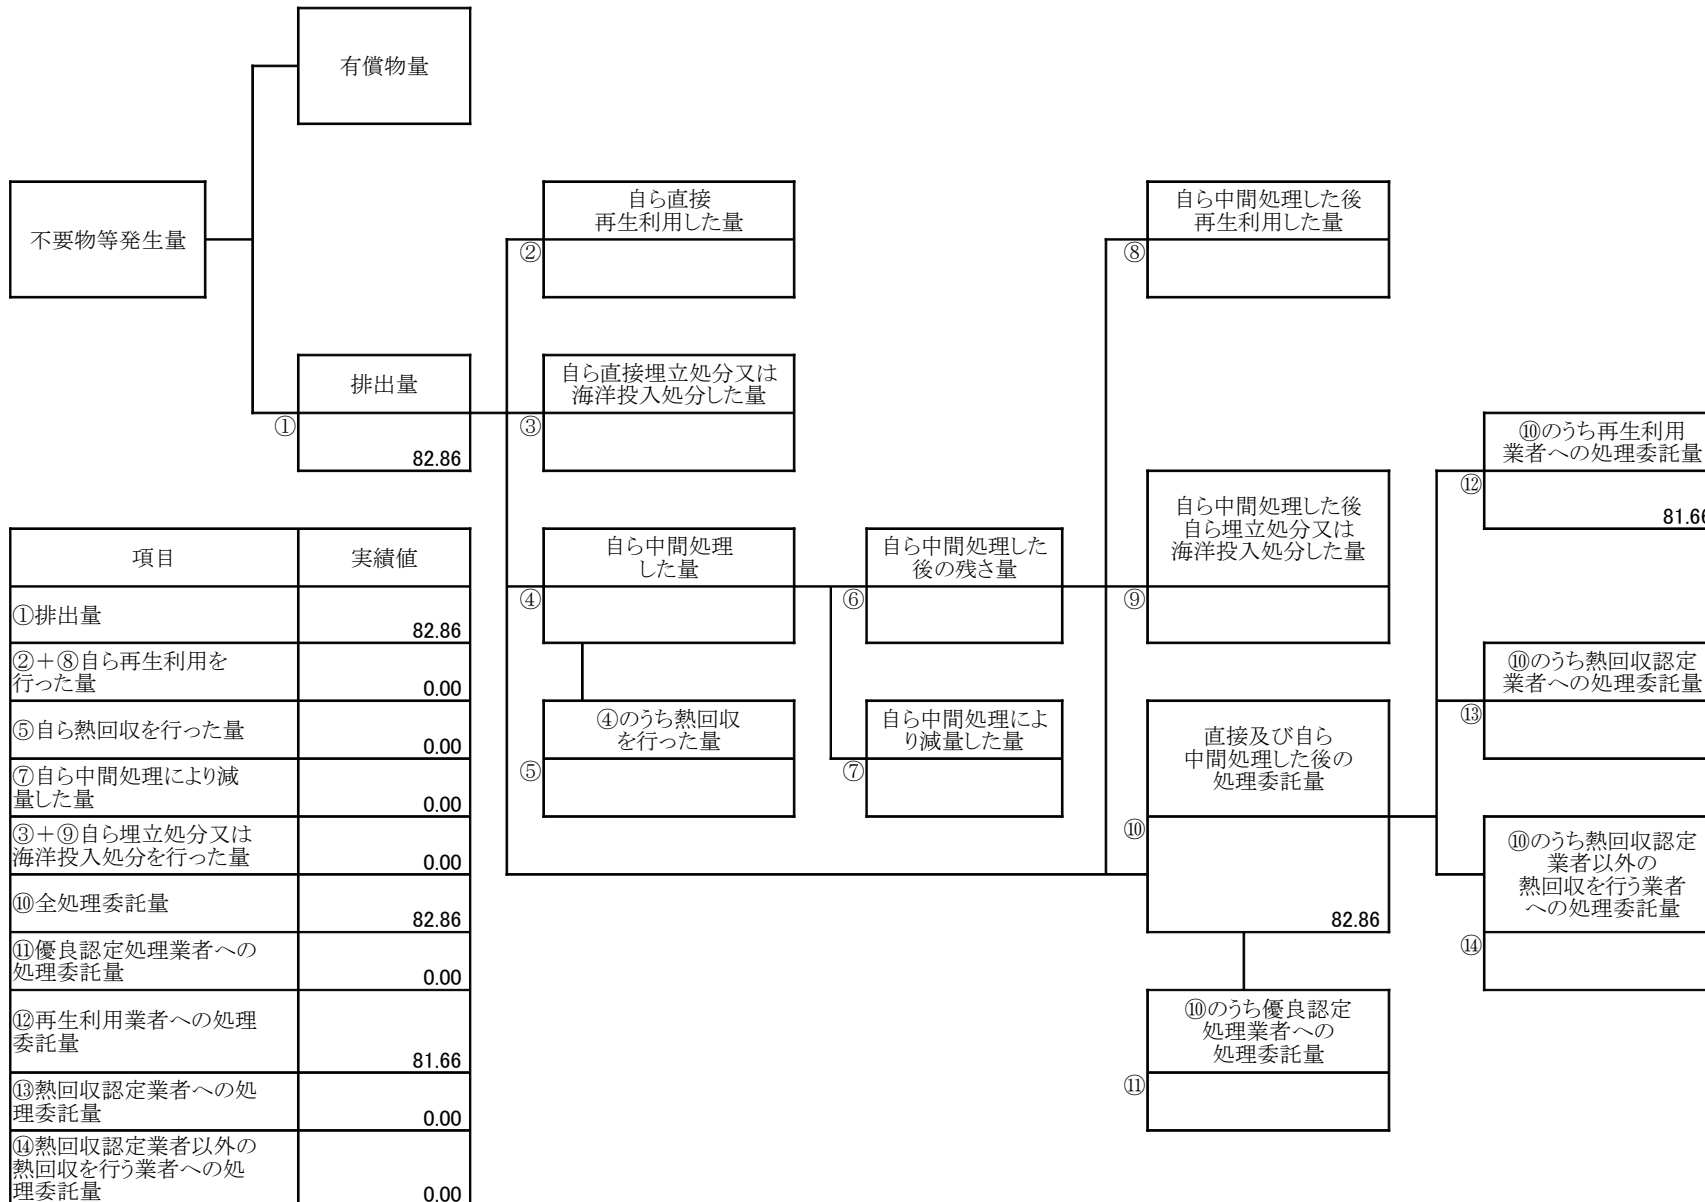 有償物量
不要物等発生量
自ら直接
再生利用した量
②
自ら中間処理した後
再生利用した量
⑧
排出量
①
82.86
自ら直接埋立処分又は
海洋投入処分した量
③
⑩のうち再生利用
業者への処理委託量
⑫
81.66
自ら中間処理
した量
④
自ら中間処理した
後の残さ量
⑥
自ら中間処理した後
自ら埋立処分又は
海洋投入処分した量
⑨
④のうち熱回収
を行った量
⑤
自ら中間処理によ
り減量した量
⑦
直接及び自ら
中間処理した後の
処理委託量
⑩
82.86
⑩のうち熱回収認定
業者への処理委託量
⑬
⑩のうち熱回収認定
業者以外の
熱回収を行う業者
への処理委託量
⑭
⑩のうち優良認定
処理業者への
処理委託量
⑪
項目 実績値
①排出量 82.86
②＋⑧自ら再生利用を
行った量 0.00
⑤自ら熱回収を行った量 0.00
⑦自ら中間処理により減
量した量 0.00
③＋⑨自ら埋立処分又は
海洋投入処分を行った量 0.00
⑩全処理委託量 82.86
⑪優良認定処理業者への
処理委託量 0.00
⑫再生利用業者への処理
委託量 81.66
⑬熱回収認定業者への処
理委託量 0.00
⑭熱回収認定業者以外の
熱回収を行う業者への処
理委託量 0.00